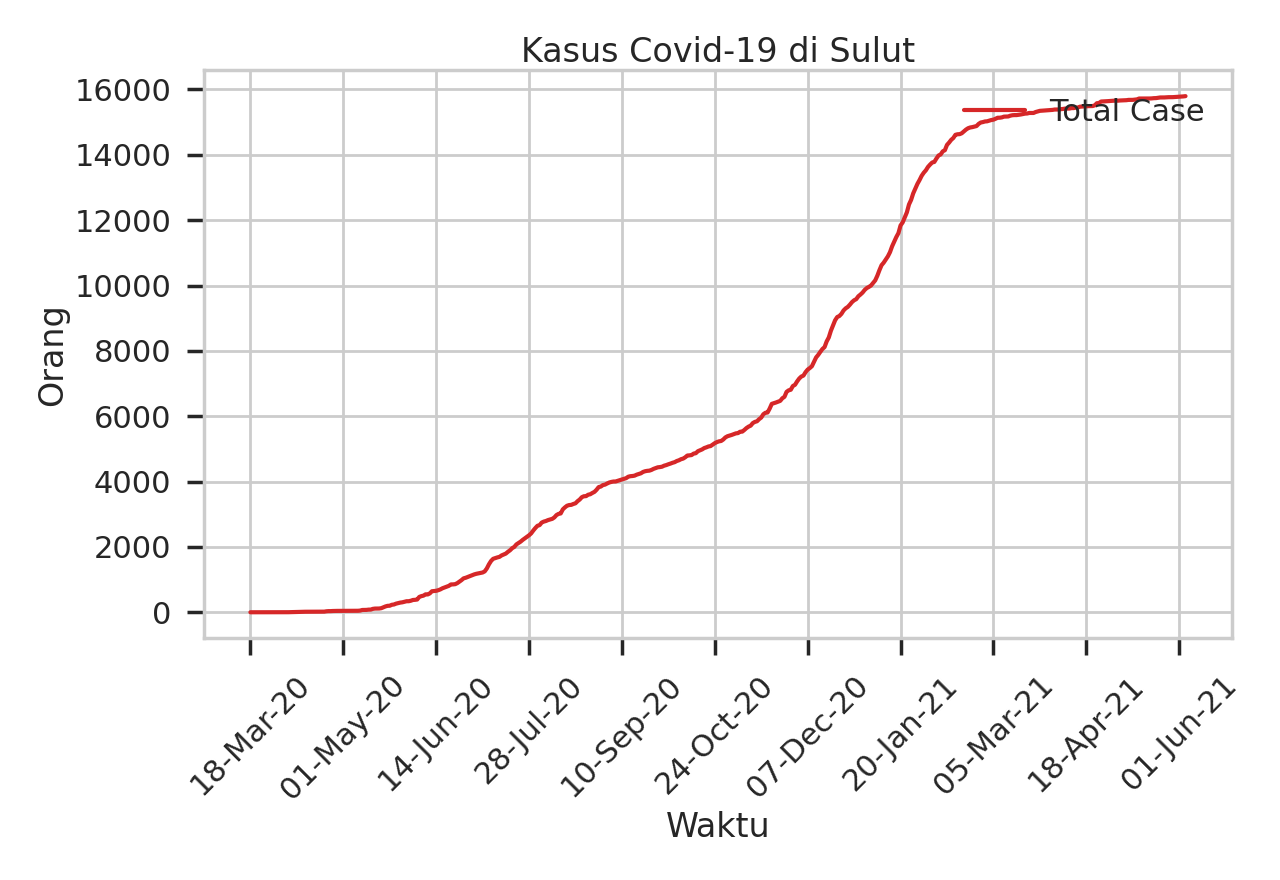 Kasus Covid-19 di Sulut
16000
14000
12000
10000
8000
6000
4000
2000
0
Orang
Total Case
18-Mar-20
01-May-20
14-Jun-20
28-Jul-20
10-Sep-20
24-Oct-20
07-Dec-20
20-Jan-21
05-Mar-21
18-Apr-21
01-Jun-21
Waktu